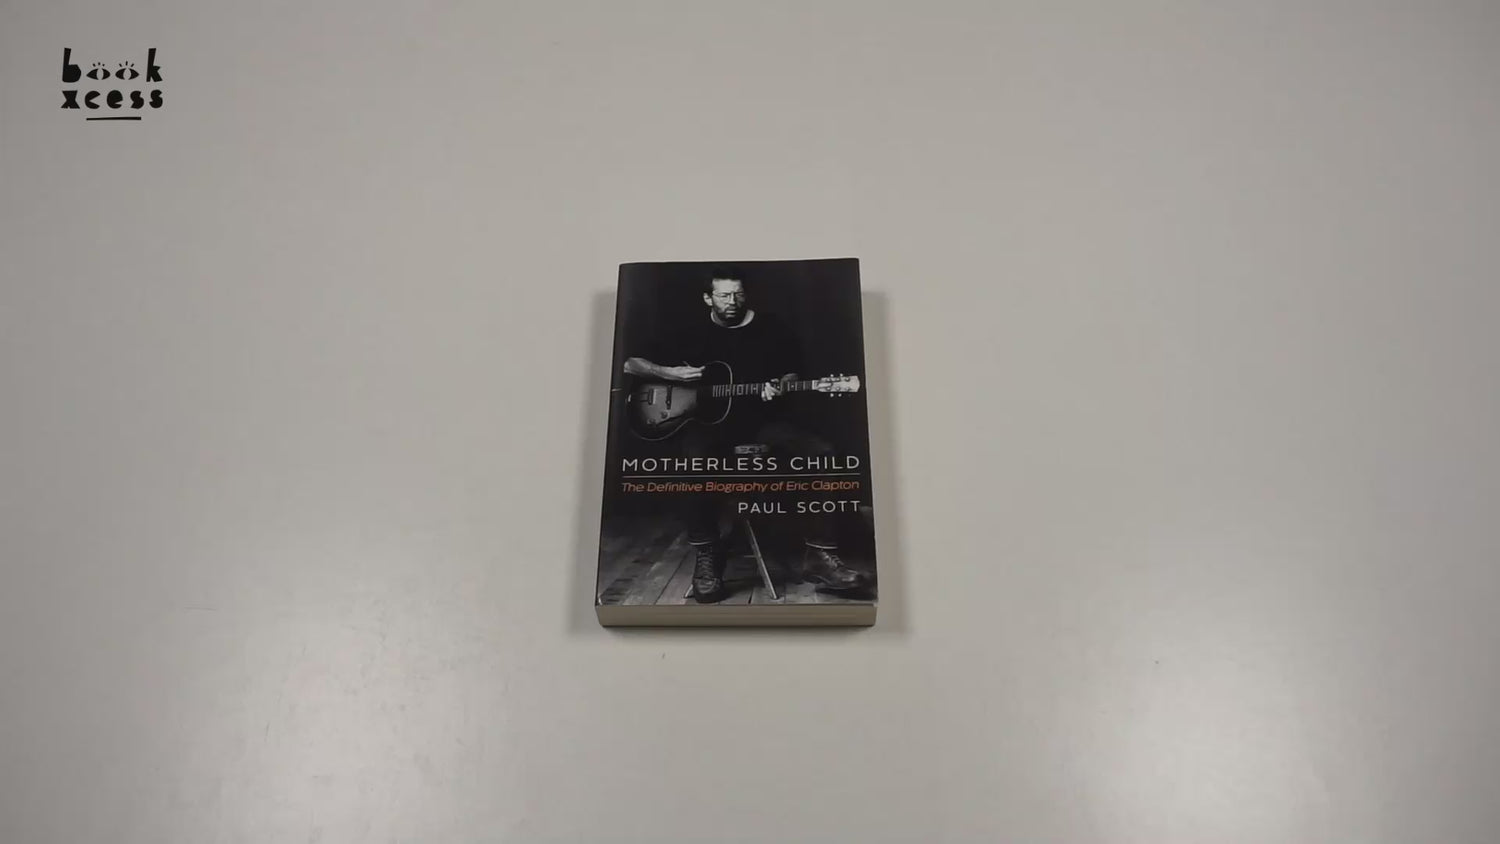 book
xcess
MOTHERLESS CHILD
The Definitive Biography of Eric Clapton
PAUL SCOTT